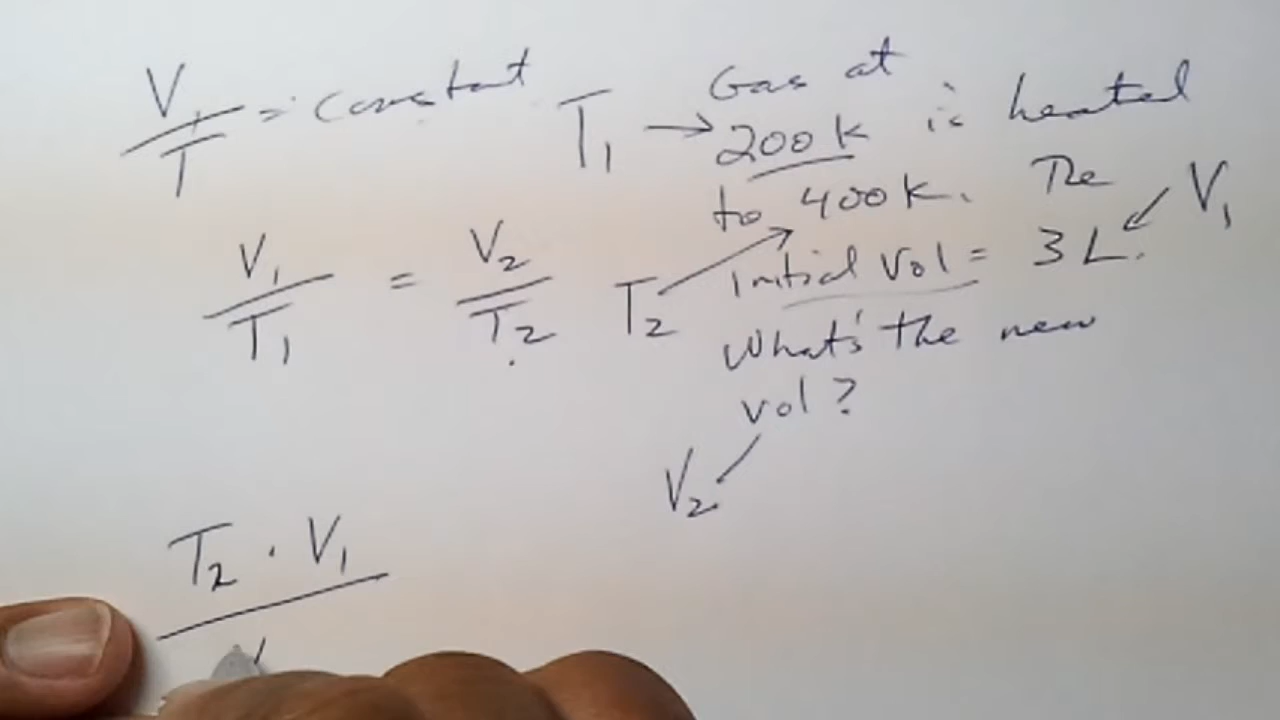 V/T = constant
V1/T1 = V2/T2
T1 → Gas at
200 K is heated
to 400 K. The
T2 Initial Vol = 3 L. V1
What's the new
vol?
V2
T2 · V1